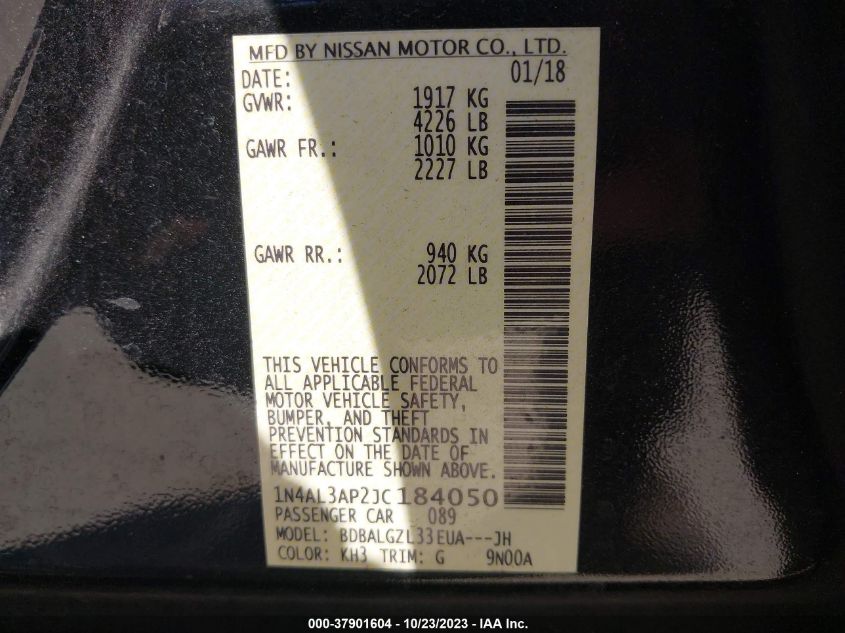 MFD BY NISSAN MOTOR CO., LTD.
DATE: 01/18
GVWR: 1917 KG
4226 LB
GAWR FR.: 1010 KG
2227 LB
GAWR RR.: 940 KG
2072 LB
THIS VEHICLE CONFORMS TO
ALL APPLICABLE FEDERAL
MOTOR VEHICLE SAFETY,
BUMPER, AND THEFT
PREVENTION STANDARDS IN
EFFECT ON THE DATE OF
MANUFACTURE SHOWN ABOVE.
1N4AL3AP2JC184050
PASSENGER CAR 089
MODEL: BDBALGZL33EUA---JH
COLOR: KH3 TRIM: G 9N00A
000-37901604 / 10/23/2023 / IAA Inc.